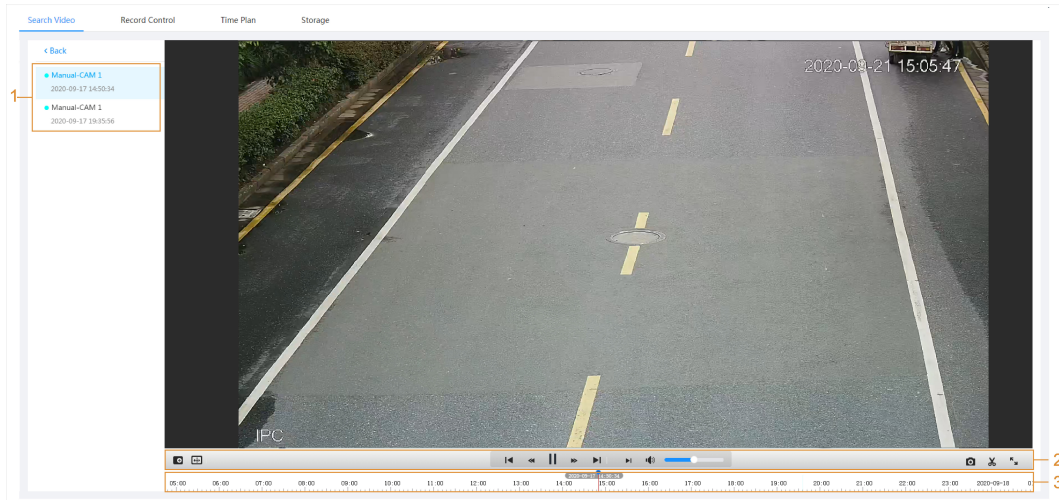 Search Video Record Control Time Plan Storage
< Back
Manual-CAM 1
2020-09-17 14:50:34
Manual-CAM 1
2020-09-17 19:35:56
1
2020-09-21 15:05:47
IPC
2
05:00 06:00 07:00 08:00 09:00 10:00 11:00 12:00 13:00 14:00 15:00 16:00 17:00 18:00 19:00 20:00 21:00 22:00 23:00 2020-09-18 0
3